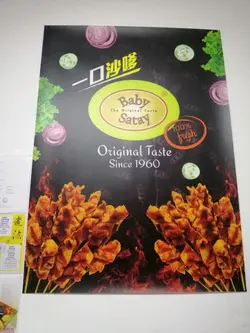 一口沙嗲
Baby
The Original Taste
Satay
100%
fresh
Original Taste
Since 1960